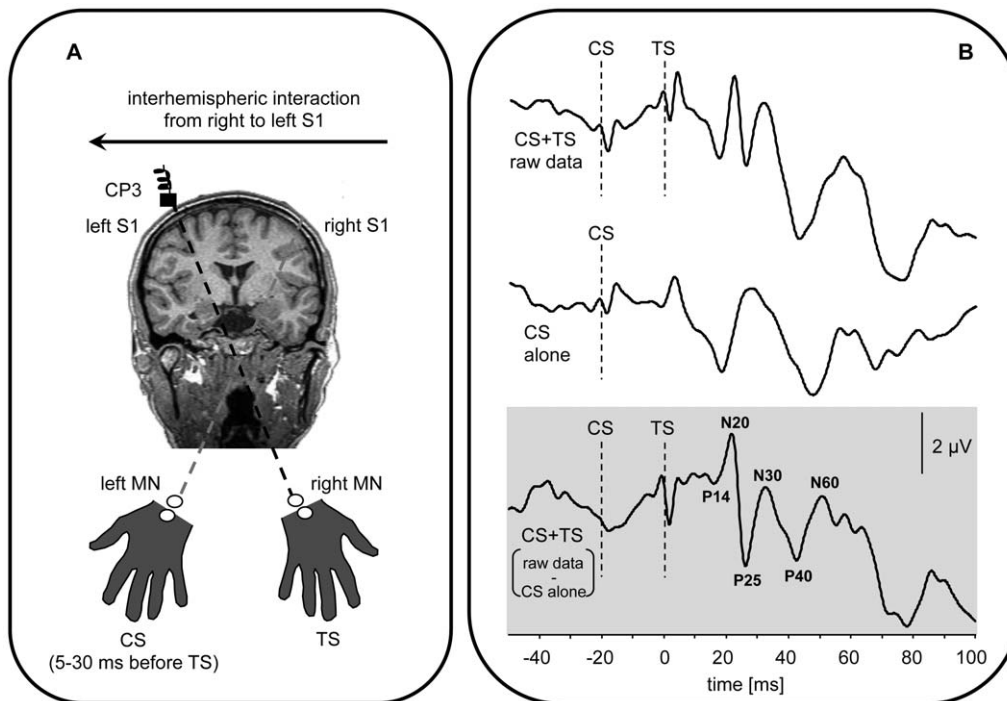 A
interhemispheric interaction
from right to left S1
CP3
left S1
right S1
left MN
right MN
CS
(5-30 ms before TS)
TS
B
CS
TS
CS+TS
raw data
CS
CS
alone
CS
TS
N20
2 µV
N30
N60
P14
CS+TS
raw data
-
CS alone
P25
P40
-40 -20 0 20 40 60 80 100
time [ms]